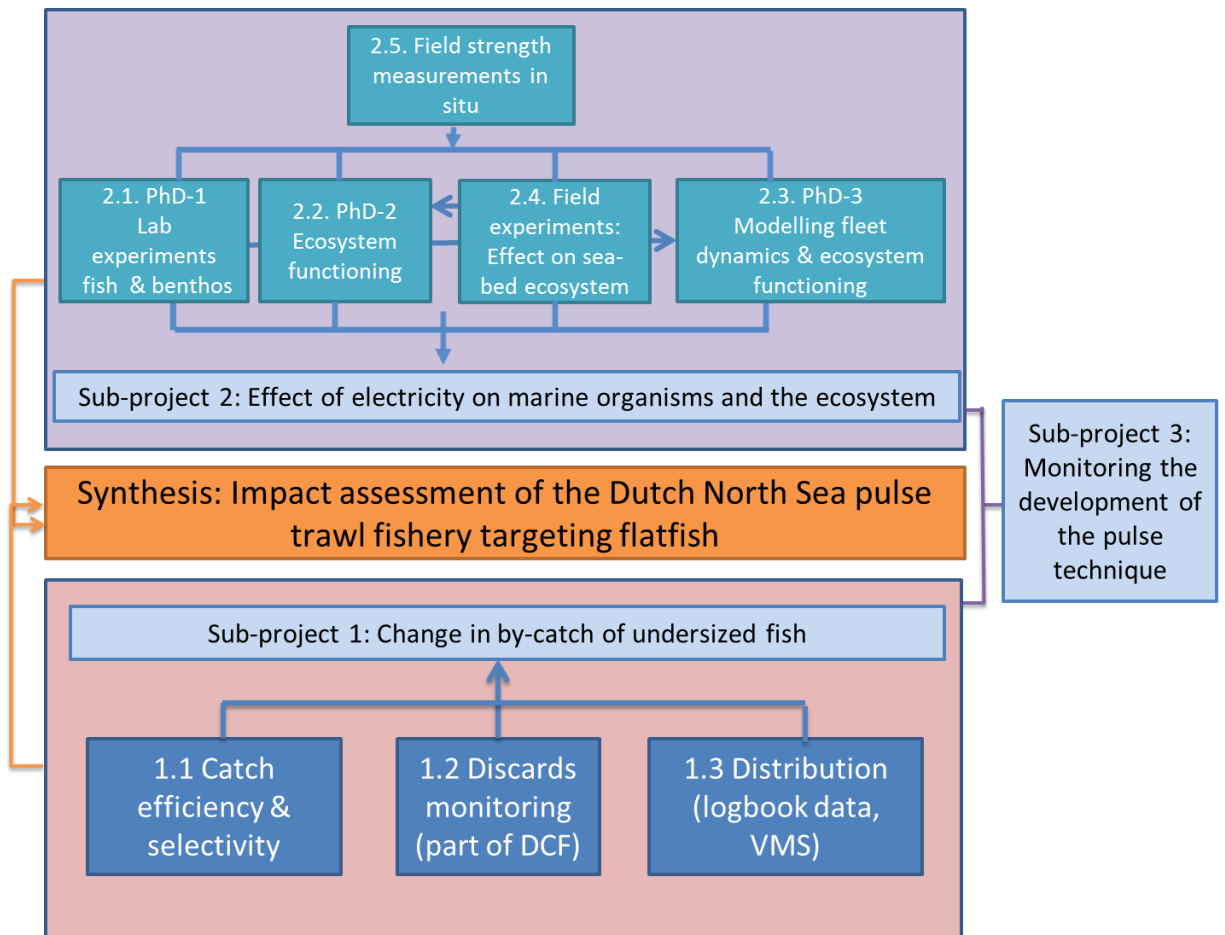 2.5. Field strength
measurements in
situ
2.1. PhD-1
Lab
experiments
fish & benthos
2.2. PhD-2
Ecosystem
functioning
2.4. Field
experiments:
Effect on sea-
bed ecosystem
2.3. PhD-3
Modelling fleet
dynamics & ecosystem
functioning
Sub-project 2: Effect of electricity on marine organisms and the ecosystem
Sub-project 3:
Monitoring the
development of
the pulse
technique
Synthesis: Impact assessment of the Dutch North Sea pulse
trawl fishery targeting flatfish
Sub-project 1: Change in by-catch of undersized fish
1.1 Catch
efficiency &
selectivity
1.2 Discards
monitoring
(part of DCF)
1.3 Distribution
(logbook data,
VMS)